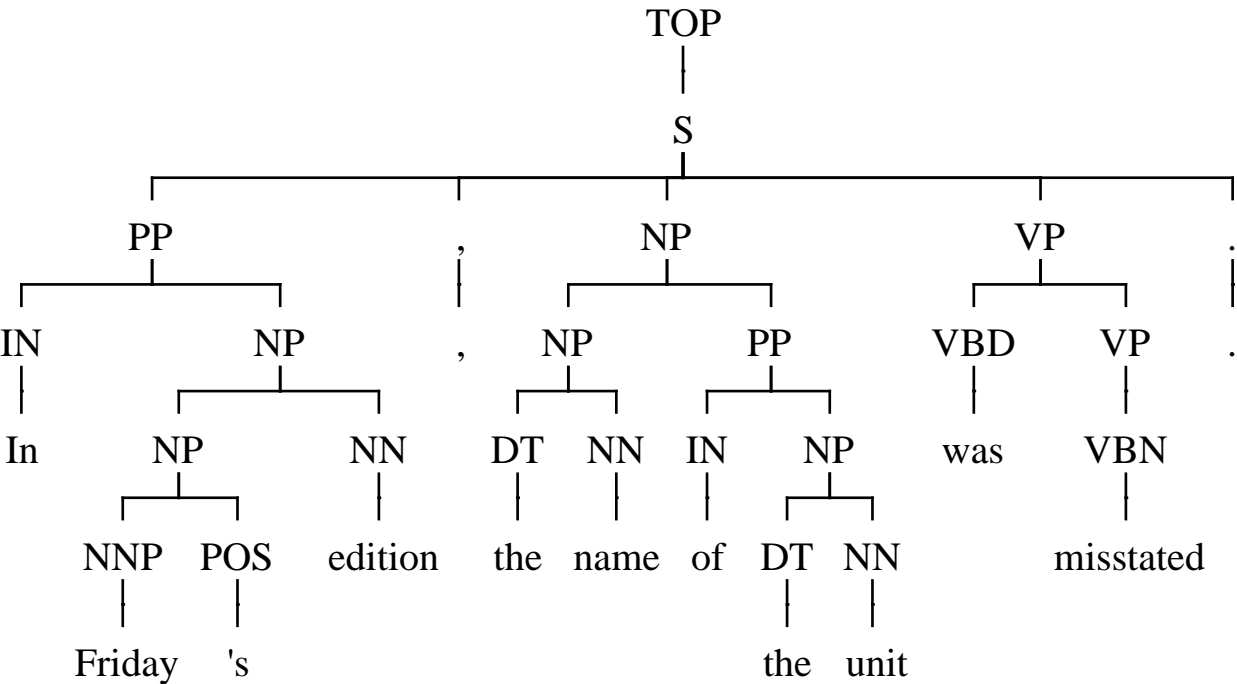 TOP
S
PP , NP VP .
IN NP , NP PP VBD VP .
In NP NN DT NN IN NP was VBN
NNP POS edition the name of DT NN misstated
Friday 's the unit